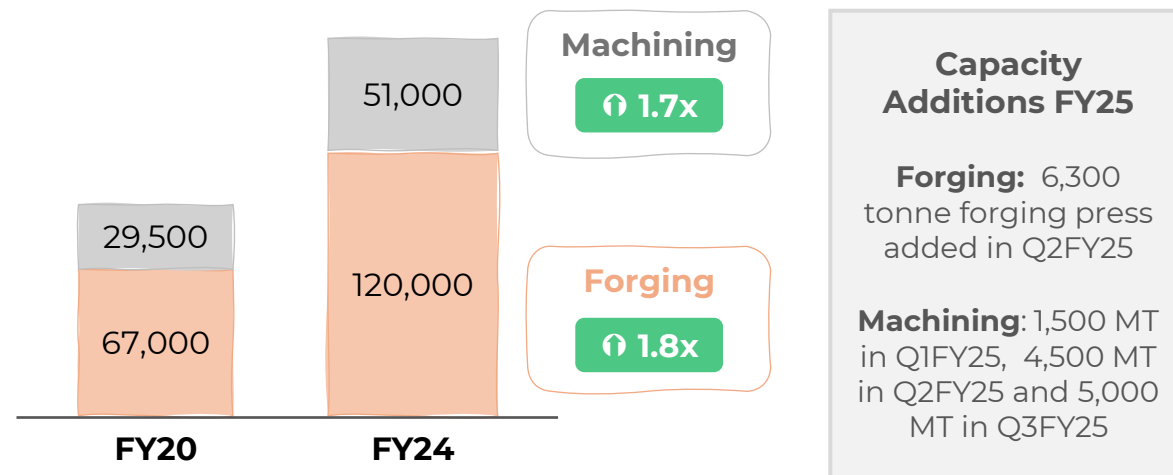 51,000
120,000
29,500
67,000
FY20
FY24
Machining
1.7x
Forging
1.8x
Capacity
Additions FY25
Forging: 6,300
tonne forging press
added in Q2FY25
Machining: 1,500 MT
in Q1FY25, 4,500 MT
in Q2FY25 and 5,000
MT in Q3FY25